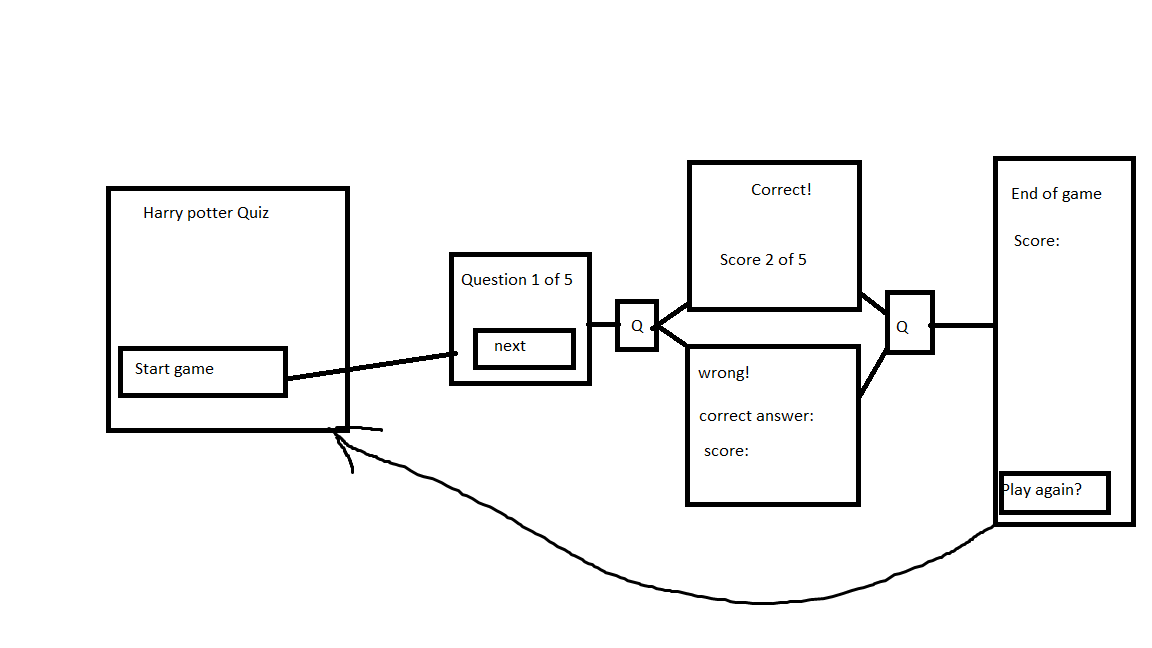 Harry potter Quiz
Start game
Question 1 of 5
next
Q
Correct!
Score 2 of 5
wrong!
correct answer:
score:
Q
End of game
Score:
Play again?